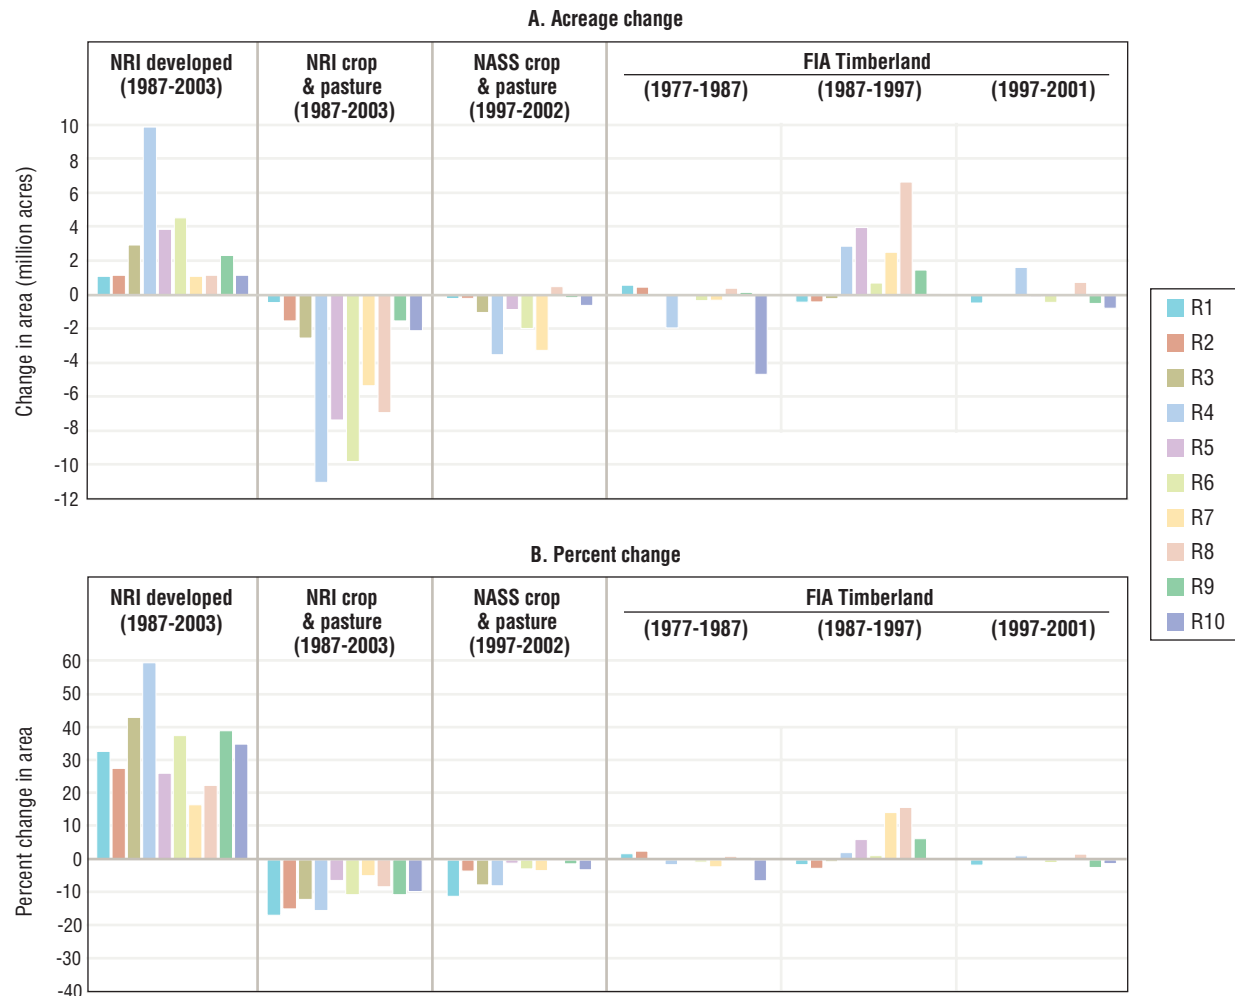 A. Acreage change
NRI developed
(1987-2003)
NRI crop
& pasture
(1987-2003)
NASS crop
& pasture
(1997-2002)
FIA Timberland
(1977-1987)
(1987-1997)
(1997-2001)
Change in area (million acres)
10
8
6
4
2
0
-2
-4
-6
-8
-10
-12
R1
R2
R3
R4
R5
R6
R7
R8
R9
R10
B. Percent change
NRI developed
(1987-2003)
NRI crop
& pasture
(1987-2003)
NASS crop
& pasture
(1997-2002)
FIA Timberland
(1977-1987)
(1987-1997)
(1997-2001)
Percent change in area
60
50
40
30
20
10
0
-10
-20
-30
-40